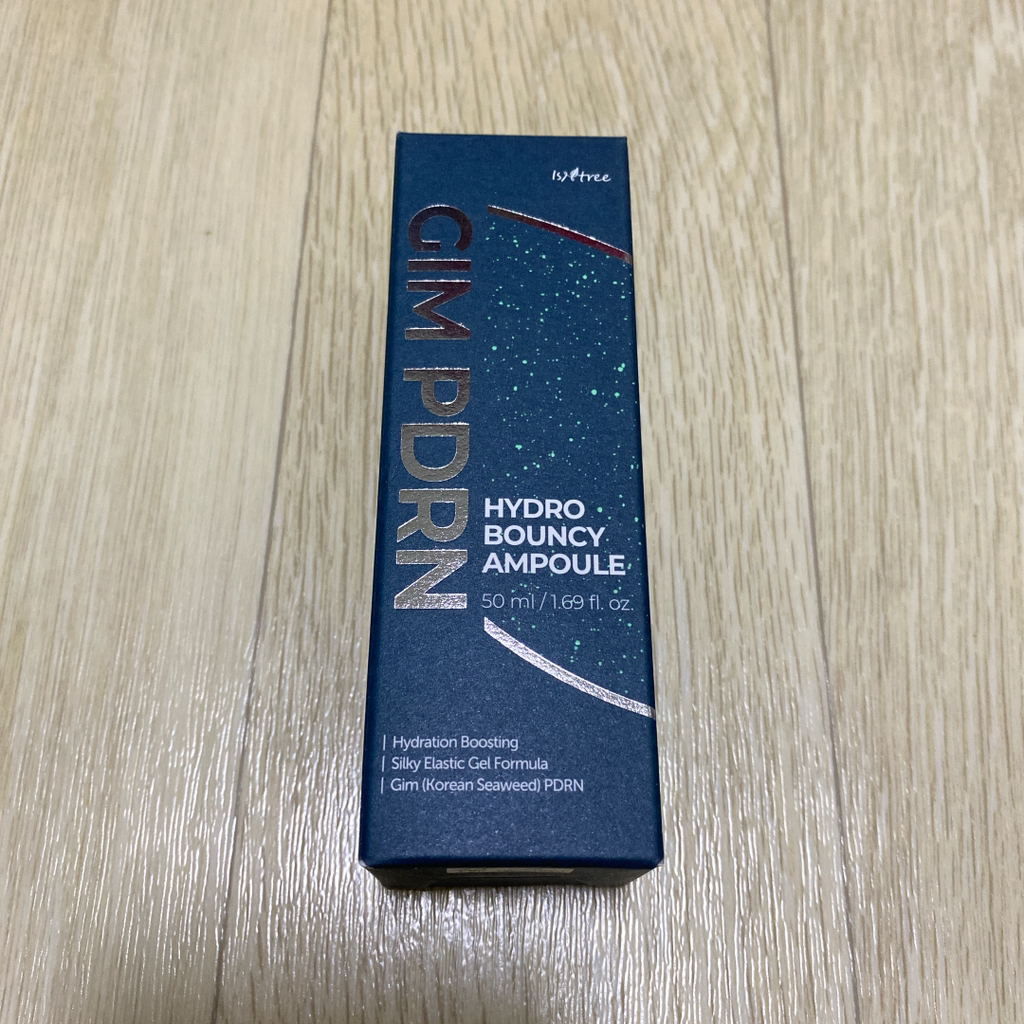 Isntree
GIM PDRN
HYDRO
BOUNCY
AMPOULE
50 ml / 1.69 fl. oz.
| Hydration Boosting
| Silky Elastic Gel Formula
| Gim (Korean Seaweed) PDRN